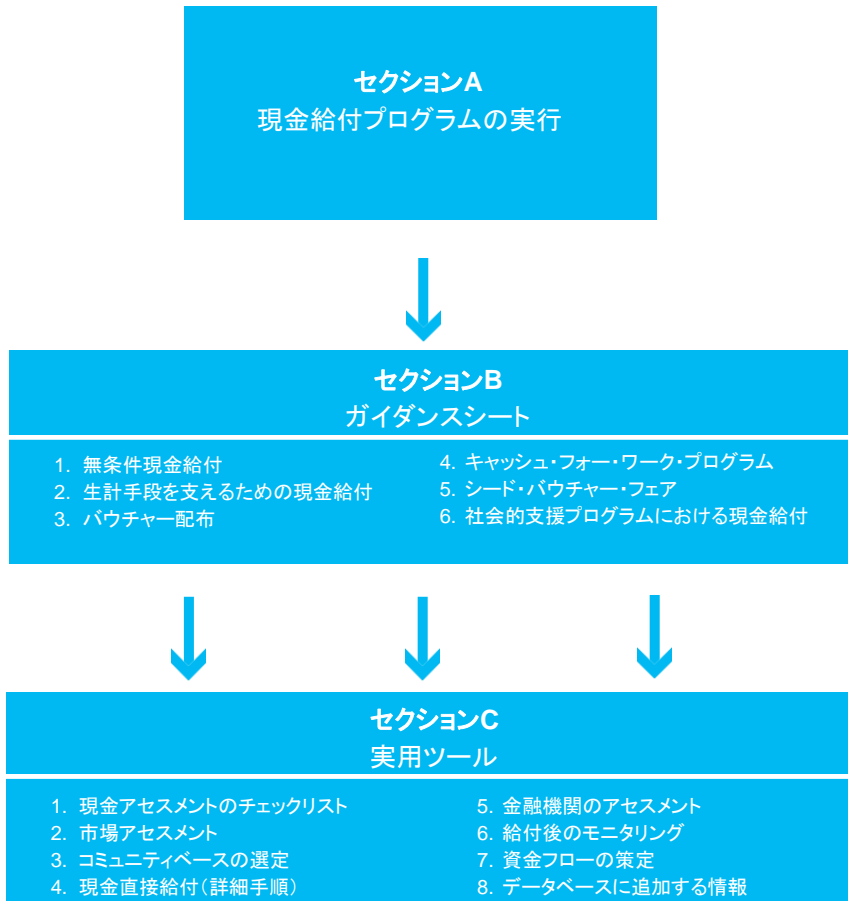 セクションA
現金給付プログラムの実行
セクションB
ガイダンスシート
1. 無条件現金給付
2. 生計手段を支えるための現金給付
3. バウチャー配布
4. キャッシュ・フォー・ワーク・プログラム
5. シード・バウチャー・フェア
6. 社会的支援プログラムにおける現金給付
セクションC
実用ツール
1. 現金アセスメントのチェックリスト
2. 市場アセスメント
3. コミュニティベースの選定
4. 現金直接給付（詳細手順）
5. 金融機関のアセスメント
6. 給付後のモニタリング
7. 資金フローの策定
8. データベースに追加する情報